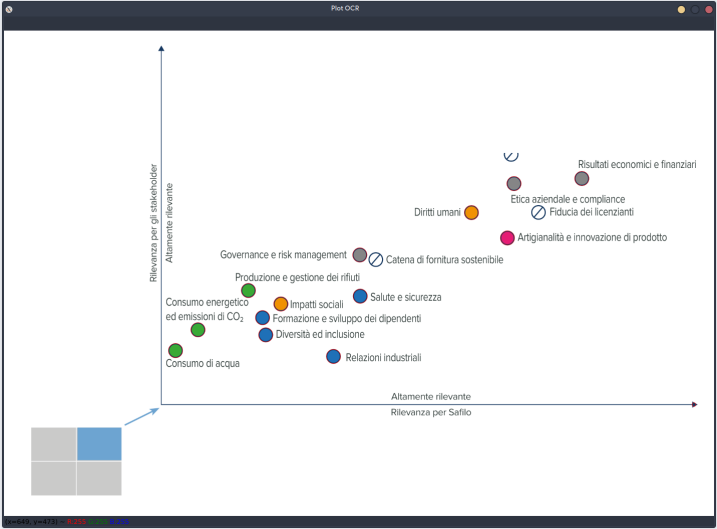 Plot OCR
Rilevanza per gli stakeholder
Altamente rilevante
Risultati economici e finanziari
Etica aziendale e compliance
Diritti umani
Fiducia dei licenzianti
Artigianalità e innovazione di prodotto
Governance e risk management
Catena di fornitura sostenibile
Produzione e gestione dei rifiuti
Consumo energetico
ed emissioni di CO₂
Impatti sociali
Salute e sicurezza
Formazione e sviluppo dei dipendenti
Diversità ed inclusione
Relazioni industriali
Consumo di acqua
Altamente rilevante
Rilevanza per Safilo
(x=649, y=473) ~